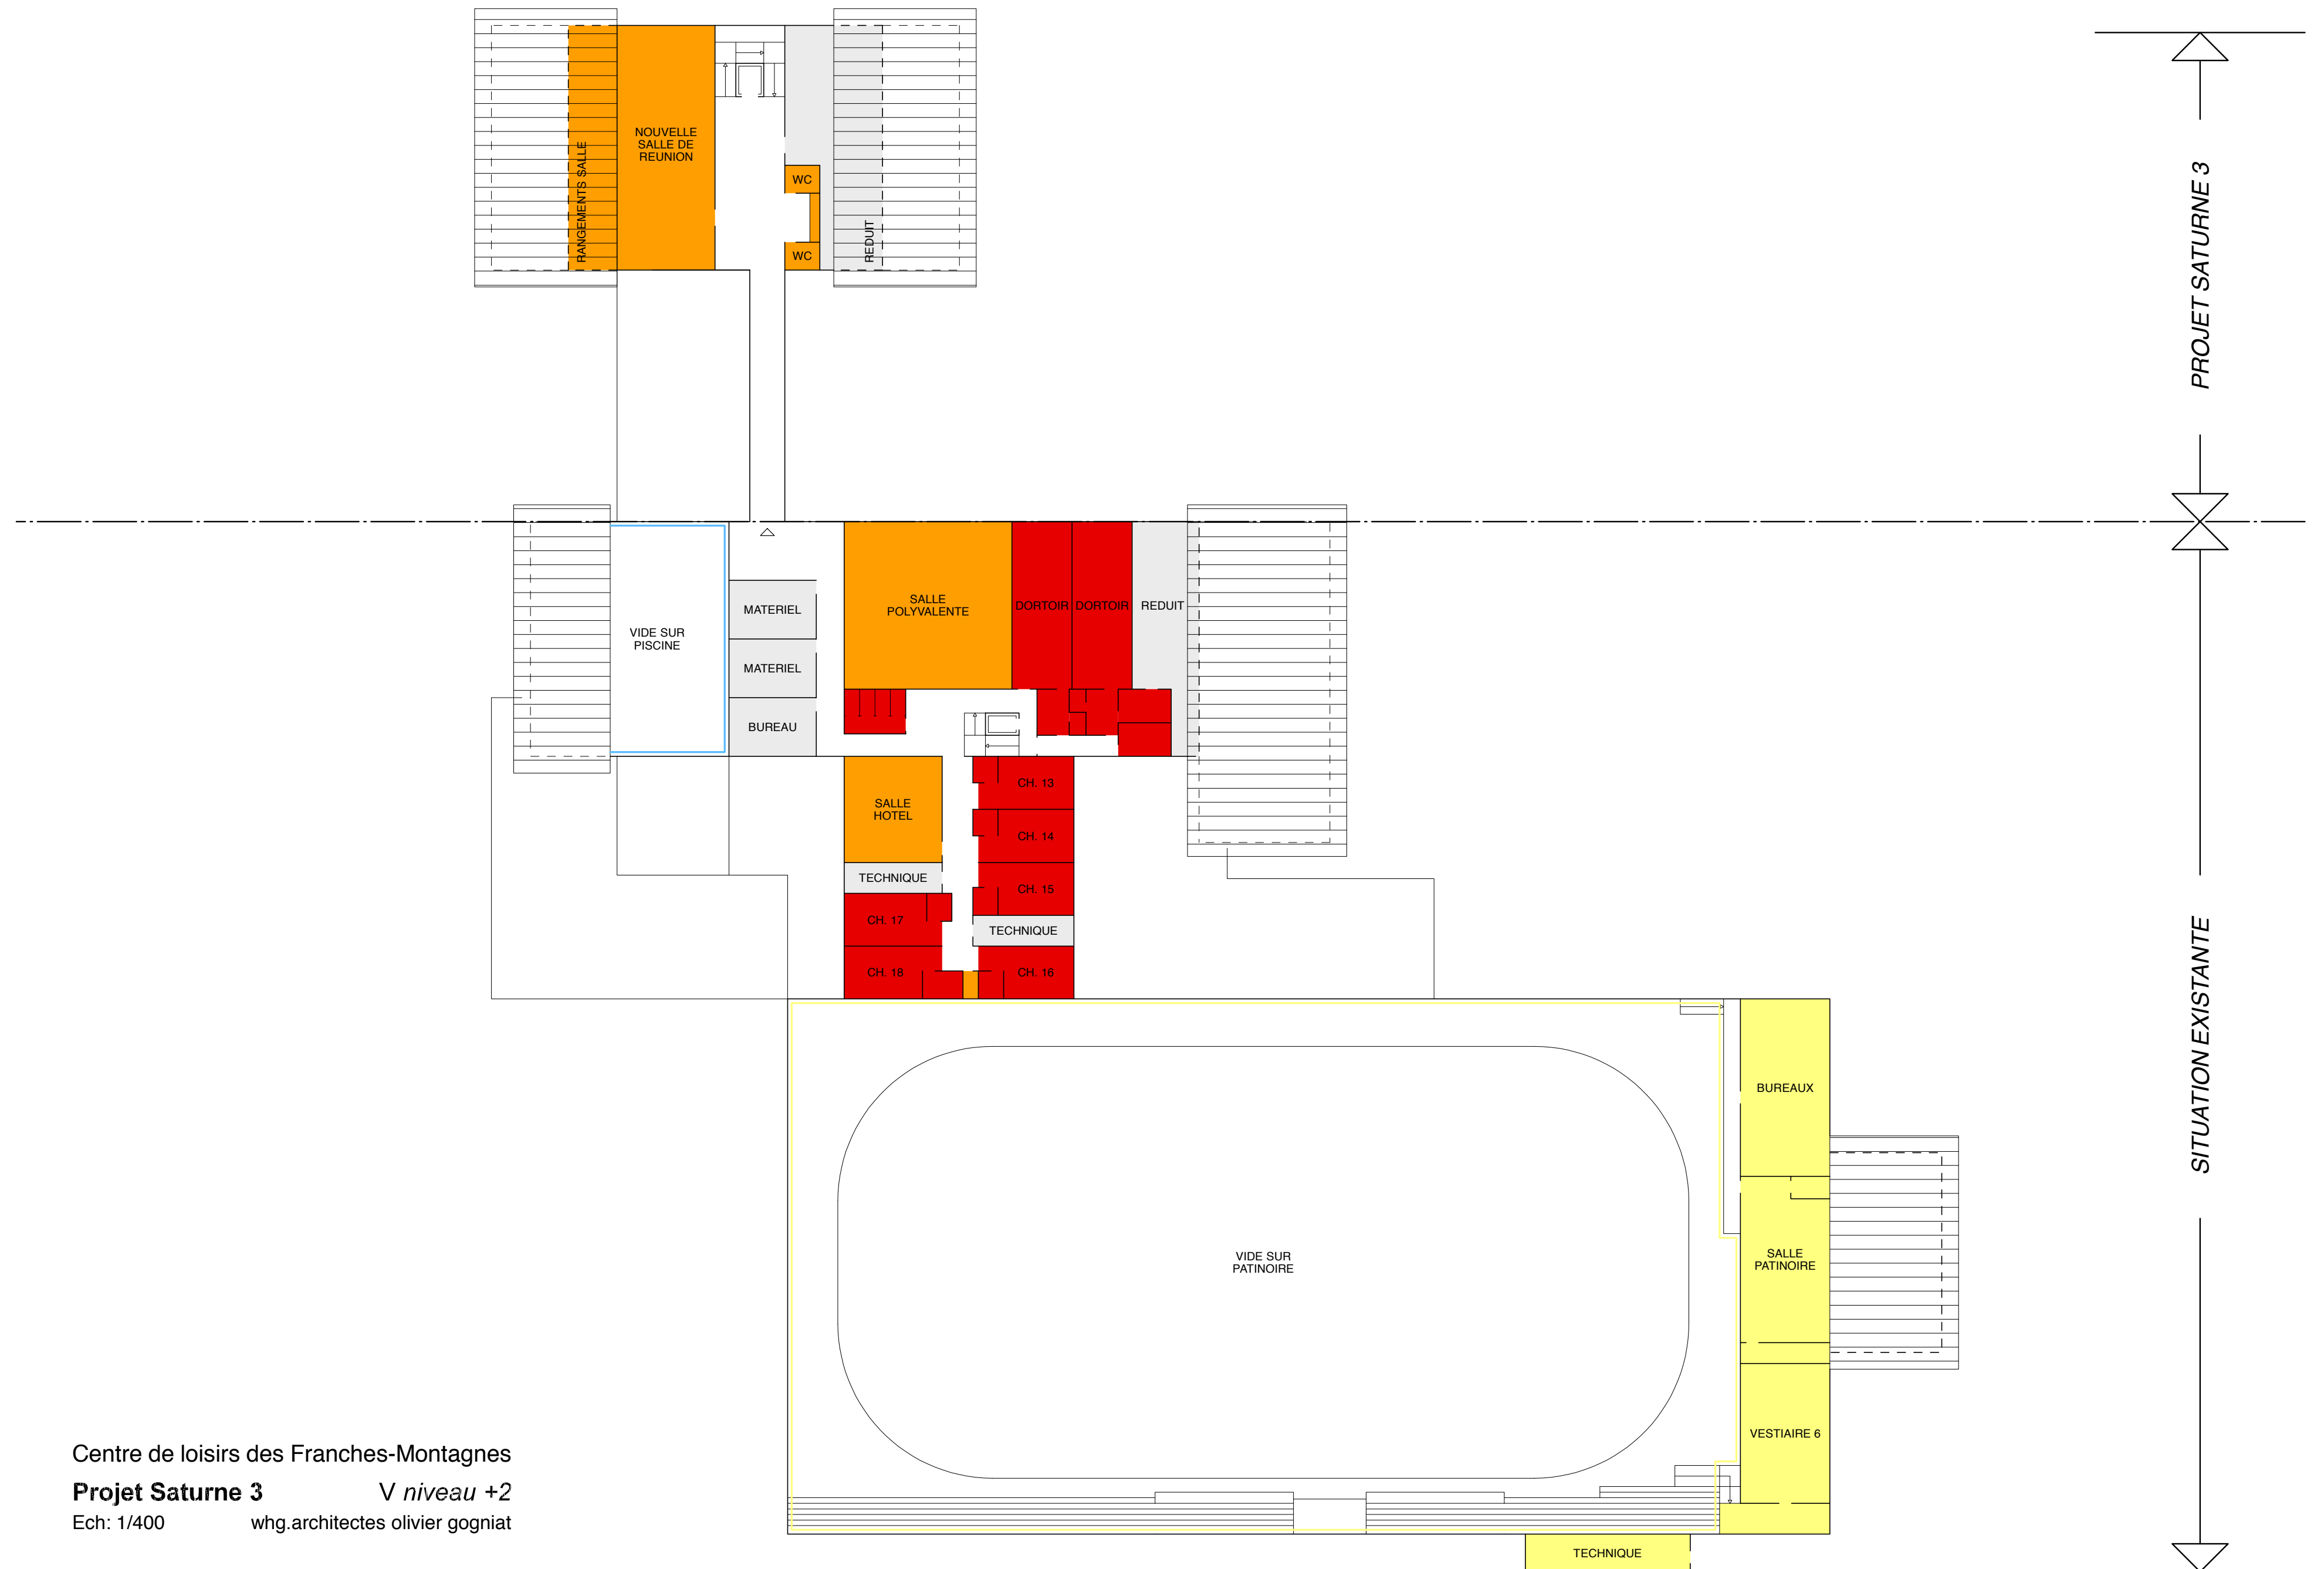 NOUVELLE
SALLE DE
REUNION
RANGEMENTS SALLE
WC
WC
REDUIT
PROJET SATURNE 3
VIDE SUR
PISCINE
MATERIEL
MATERIEL
BUREAU
SALLE
POLYVALENTE
DORTOIR
DORTOIR
REDUIT
SALLE
HOTEL
TECHNIQUE
CH. 17
CH. 18
CH. 13
CH. 14
CH. 15
TECHNIQUE
CH. 16
SITUATION EXISTANTE
BUREAUX
SALLE
PATINOIRE
VIDE SUR
PATINOIRE
VESTIAIRE 6
TECHNIQUE
Centre de loisirs des Franches-Montagnes
Projet Saturne 3 V niveau +2
Ech: 1/400 whg.architectes olivier gogniat